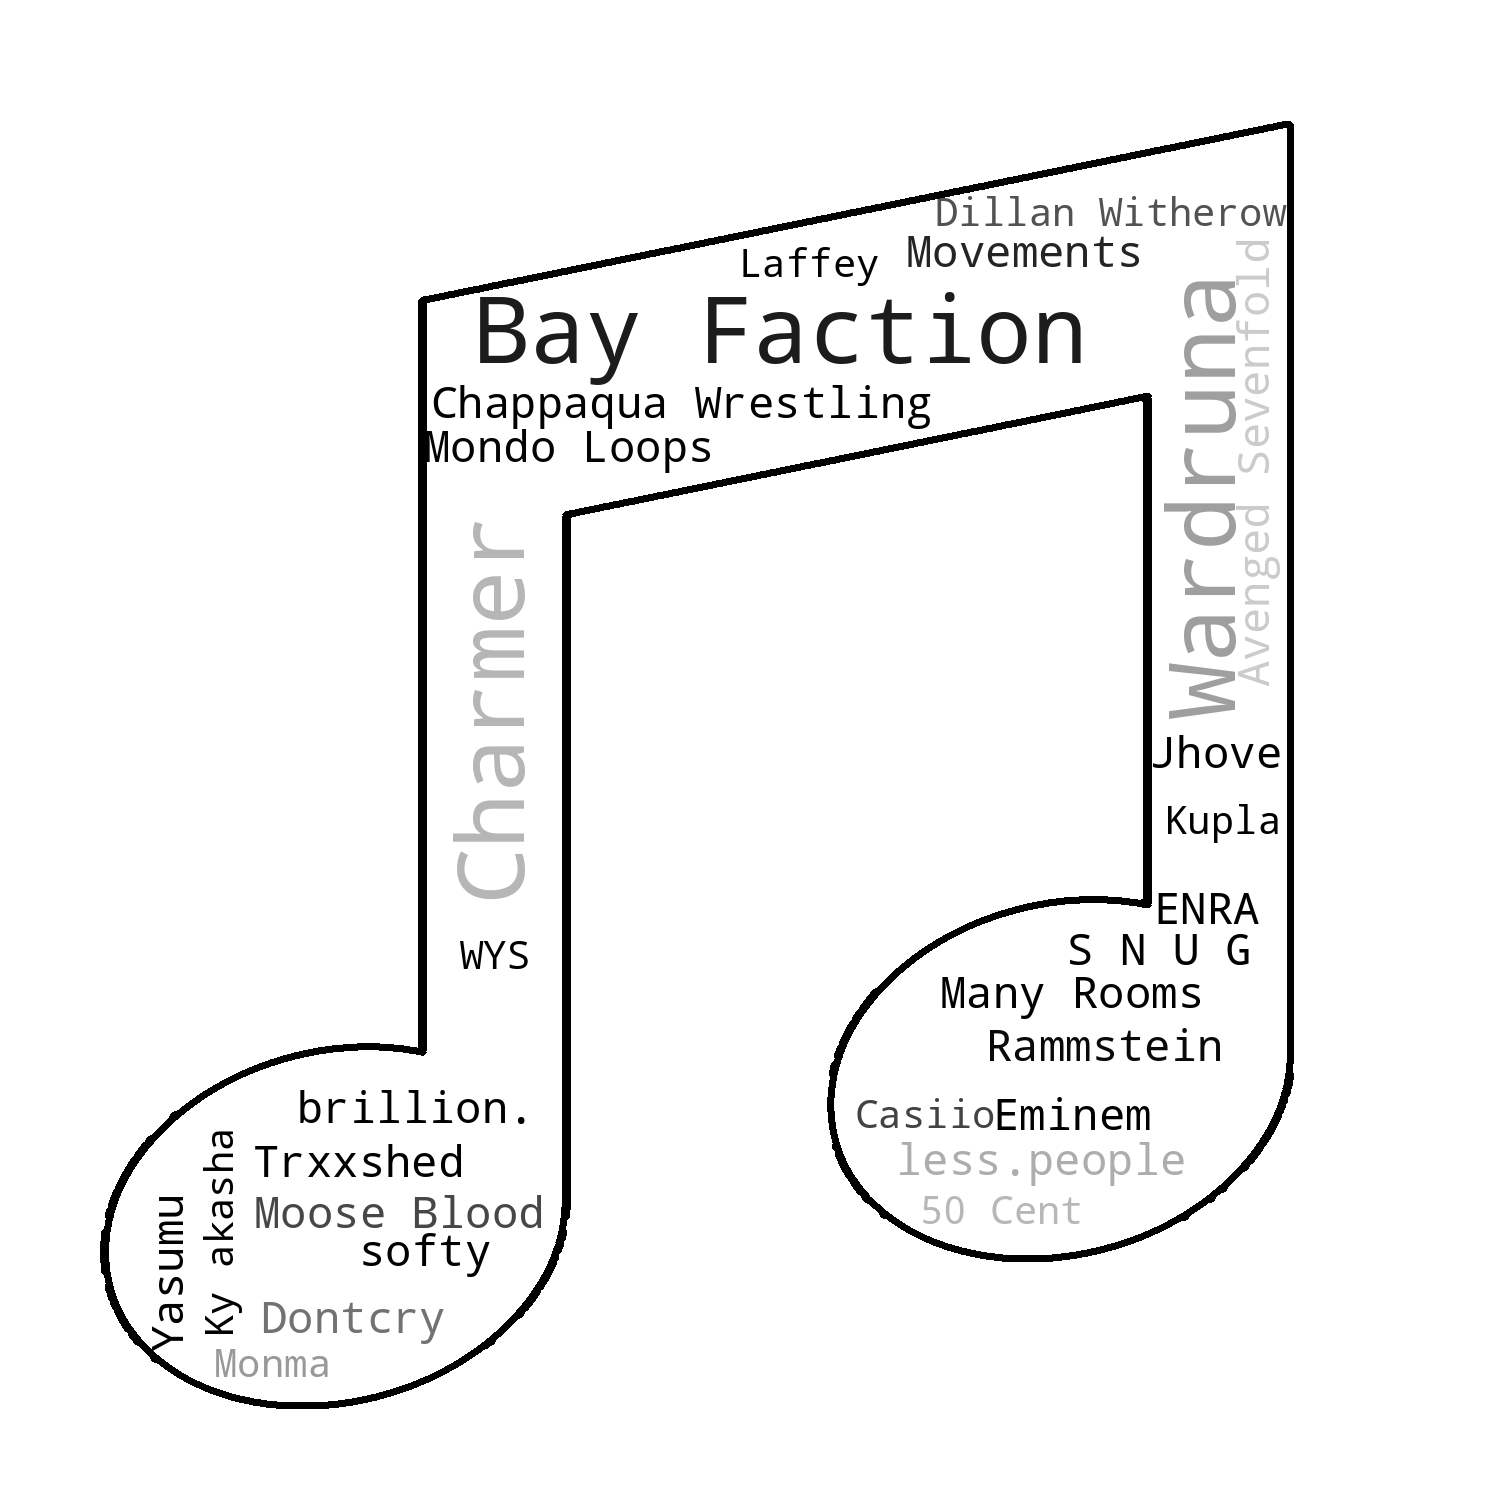 Dillan Witherow
Movements
Laffey
Bay Faction
Chappaqua Wrestling
Mondo Loops
Wardruna
Avenged Sevenfold
Charmer
Jhove
Kupla
ENRA
S N U G
WYS
Many Rooms
Rammstein
Casiio
Eminem
less.people
50 Cent
brillion.
Trxxshed
Moose Blood
softy
Yasumu
Ky akasha
Dontcry
Monma